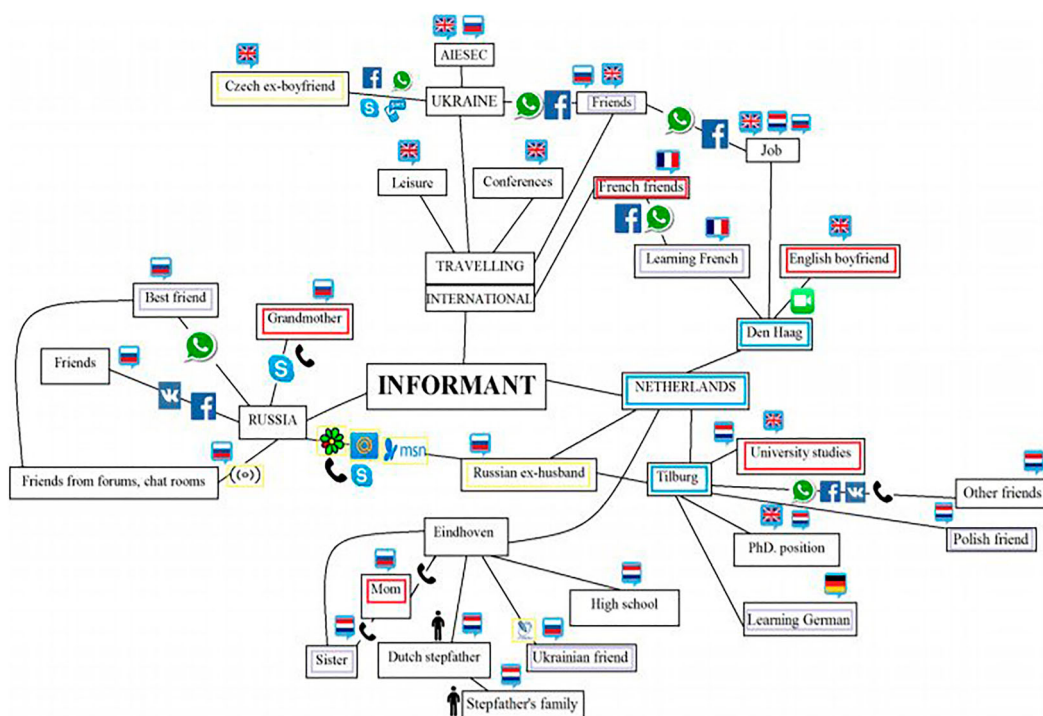 AIESEC
Czech ex-boyfriend
UKRAINE
Friends
Job
Leisure
Conferences
French friends
TRAVELLING
Learning French
English boyfriend
INTERNATIONAL
Best friend
Grandmother
Den Haag
Friends
INFORMANT
NETHERLANDS
RUSSIA
msn
University studies
Russian ex-husband
Tilburg
Friends from forums, chat rooms
((o))
Other friends
Eindhoven
Polish friend
PhD. position
Mom
High school
Learning German
Sister
Dutch stepfather
Ukrainian friend
Stepfather's family